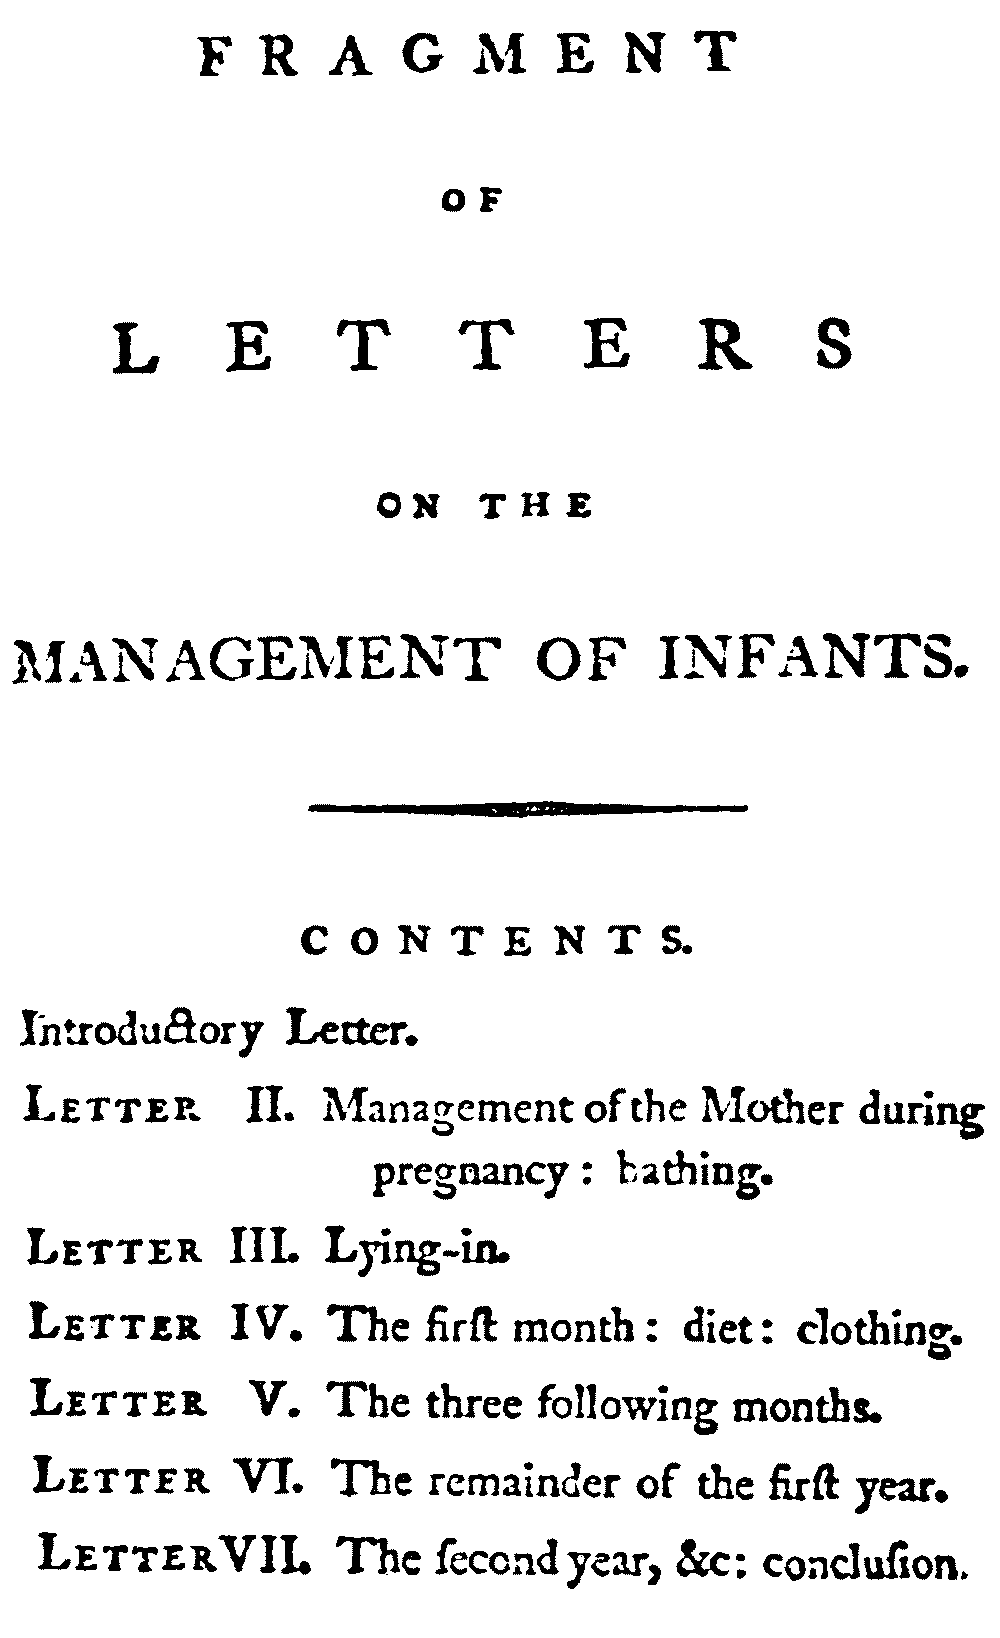 FRAGMENT
OF
LETTERS
ON THE
MANAGEMENT OF INFANTS.
CONTENTS.
Introductory Letter.
LETTER II. Management of the Mother during
pregnancy: bathing.
LETTER III. Lying-in.
LETTER IV. The firſt month: diet: clothing.
LETTER V. The three following months.
LETTER VI. The remainder of the firſt year.
LETTER VII. The ſecond year, &c: concluſion.